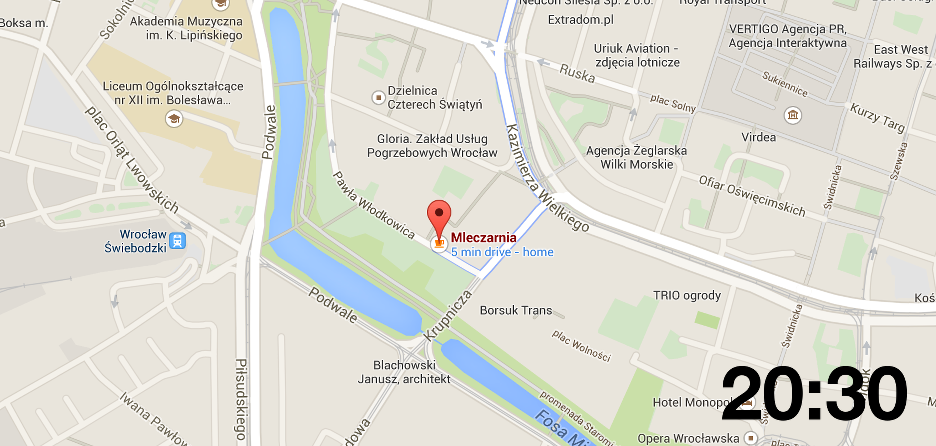 Neucon Silesia Sp. z o.o.
Royal Transport
Boksa m.
Sokolnicza
Akademia Muzyczna
im. K. Lipińskiego
Extradom.pl
VERTIGO Agencja PR,
Agencja Interaktywna
Uriuk Aviation -
zdjęcia lotnicze
East West
Railways Sp. z
Ruska
Sukiennice
Liceum Ogólnokształcące
nr XII im. Bolesława...
Dzielnica
Czterech Świątyń
plac Solny
plac Orląt Lwowskich
Podwale
Kurzy Targ
Virdea
Gloria. Zakład Usług
Pogrzebowych Wrocław
Kazimierza Wielkiego
Agencja Żeglarska
Wilki Morskie
Szewska
Świdnicka
Ofiar Oświęcimskich
Pawła Włodkowica
Wrocław
Świebodzki
Mleczarnia
5 min drive - home
Podwale
Krupnicza
Borsuk Trans
TRIO ogrody
Koś
Świdnicka
plac Wolności
Blachowski
Janusz, architekt
Piłsudskiego
Iwana Pawłow
promenada Staromi
Fosa Mi
Hotel Monopol
Opera Wrocławska
20:30